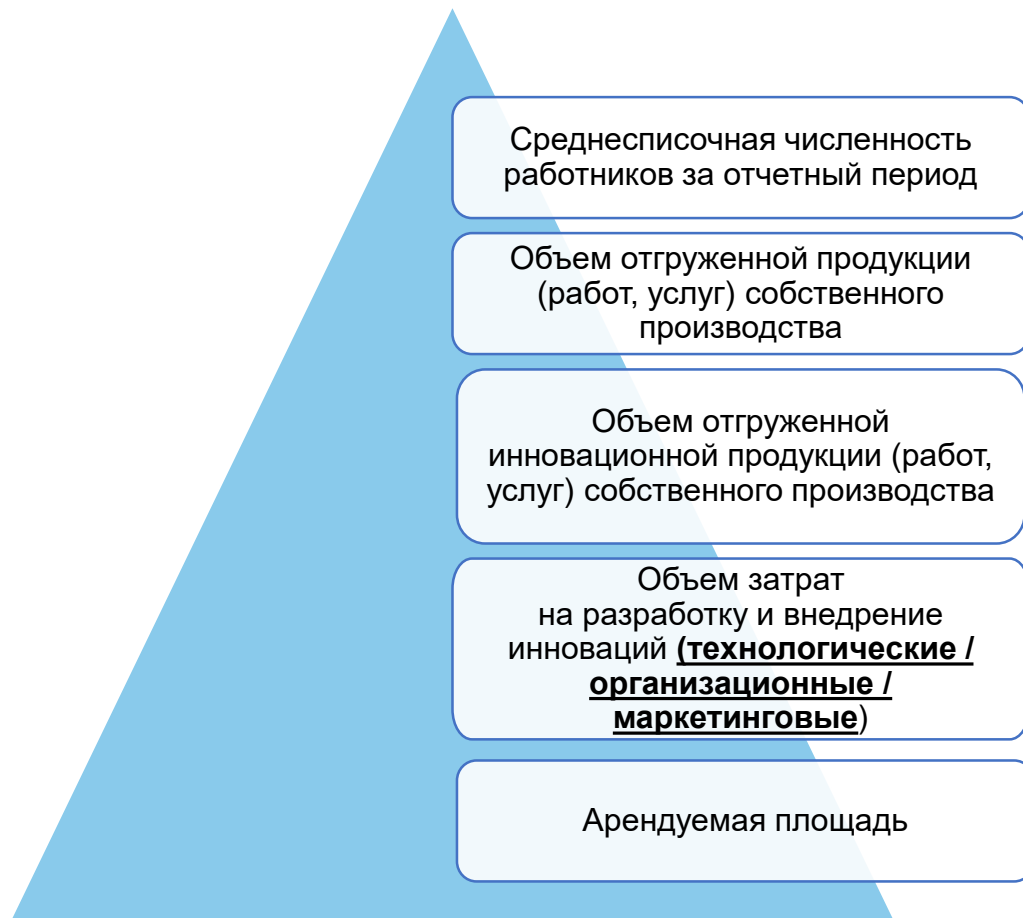 Среднесписочная численность
работников за отчетный период
Объем отгруженной продукции
(работ, услуг) собственного
производства
Объем отгруженной
инновационной продукции (работ,
услуг) собственного производства
Объем затрат
на разработку и внедрение
инноваций (технологические /
организационные /
маркетинговые)
Арендуемая площадь